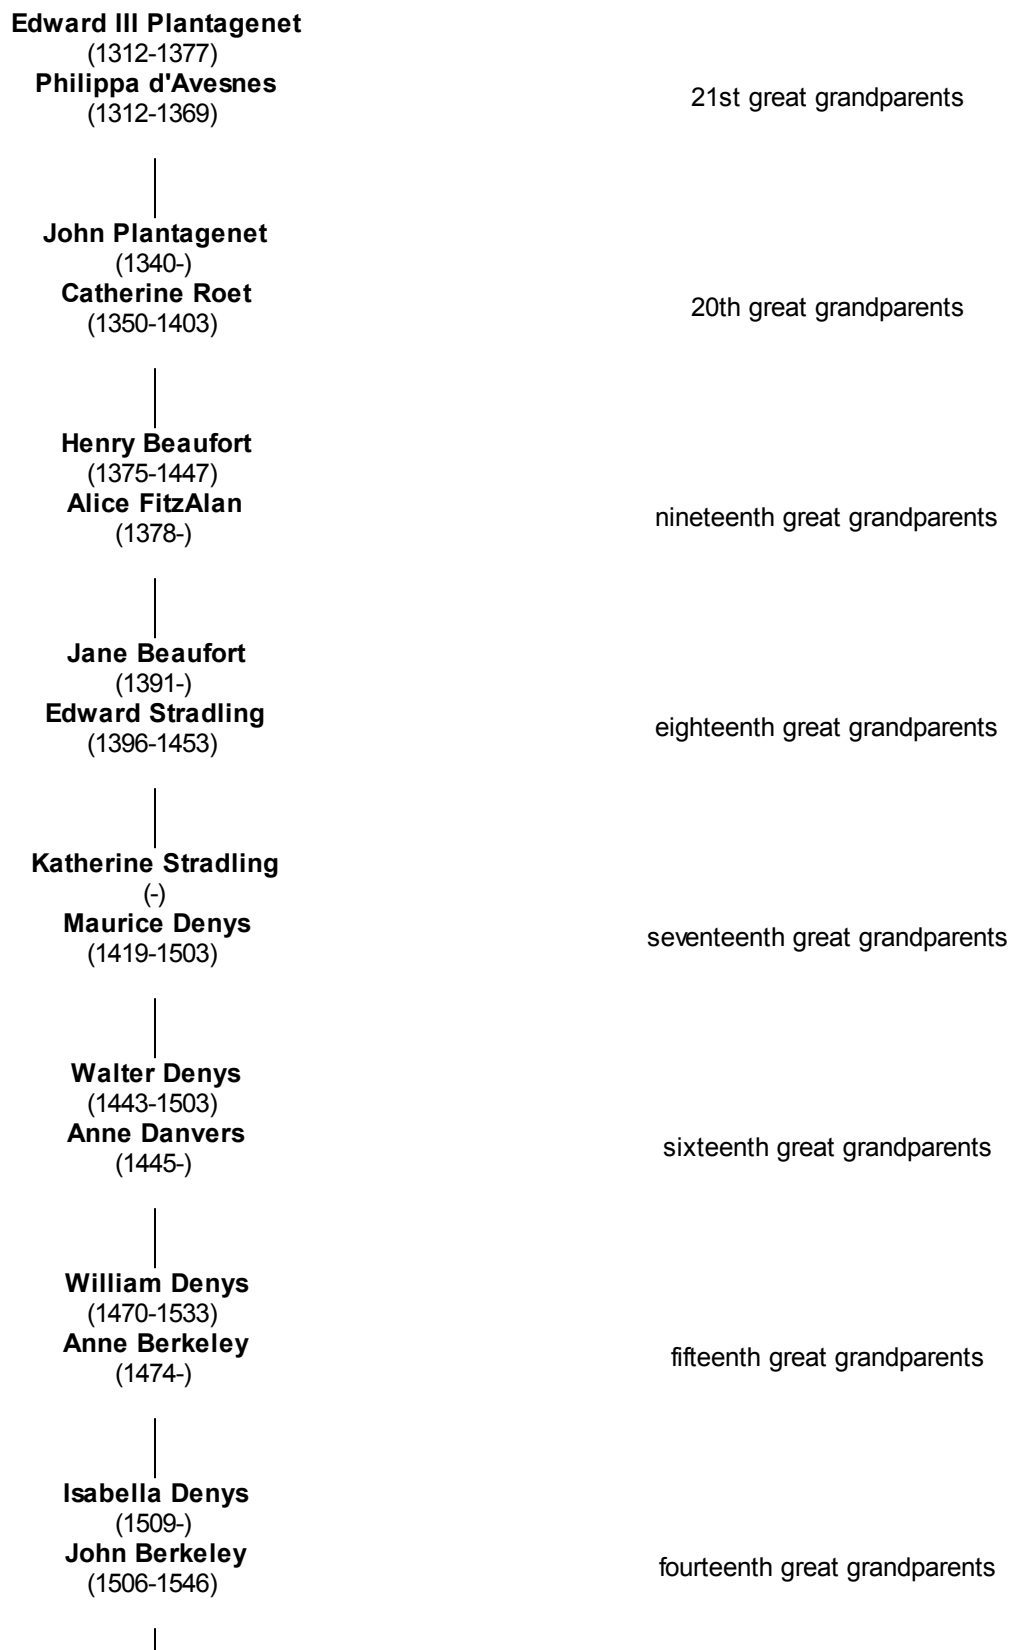 Edward III Plantagenet
(1312-1377)
Philippa d'Avesnes
(1312-1369)
21st great grandparents
John Plantagenet
(1340-)
Catherine Roet
(1350-1403)
20th great grandparents
Henry Beaufort
(1375-1447)
Alice FitzAlan
(1378-)
nineteenth great grandparents
Jane Beaufort
(1391-)
Edward Stradling
(1396-1453)
eighteenth great grandparents
Katherine Stradling
(-)
Maurice Denys
(1419-1503)
seventeenth great grandparents
Walter Denys
(1443-1503)
Anne Danvers
(1445-)
sixteenth great grandparents
William Denys
(1470-1533)
Anne Berkeley
(1474-)
fifteenth great grandparents
Isabella Denys
(1509-)
John Berkeley
(1506-1546)
fourteenth great grandparents